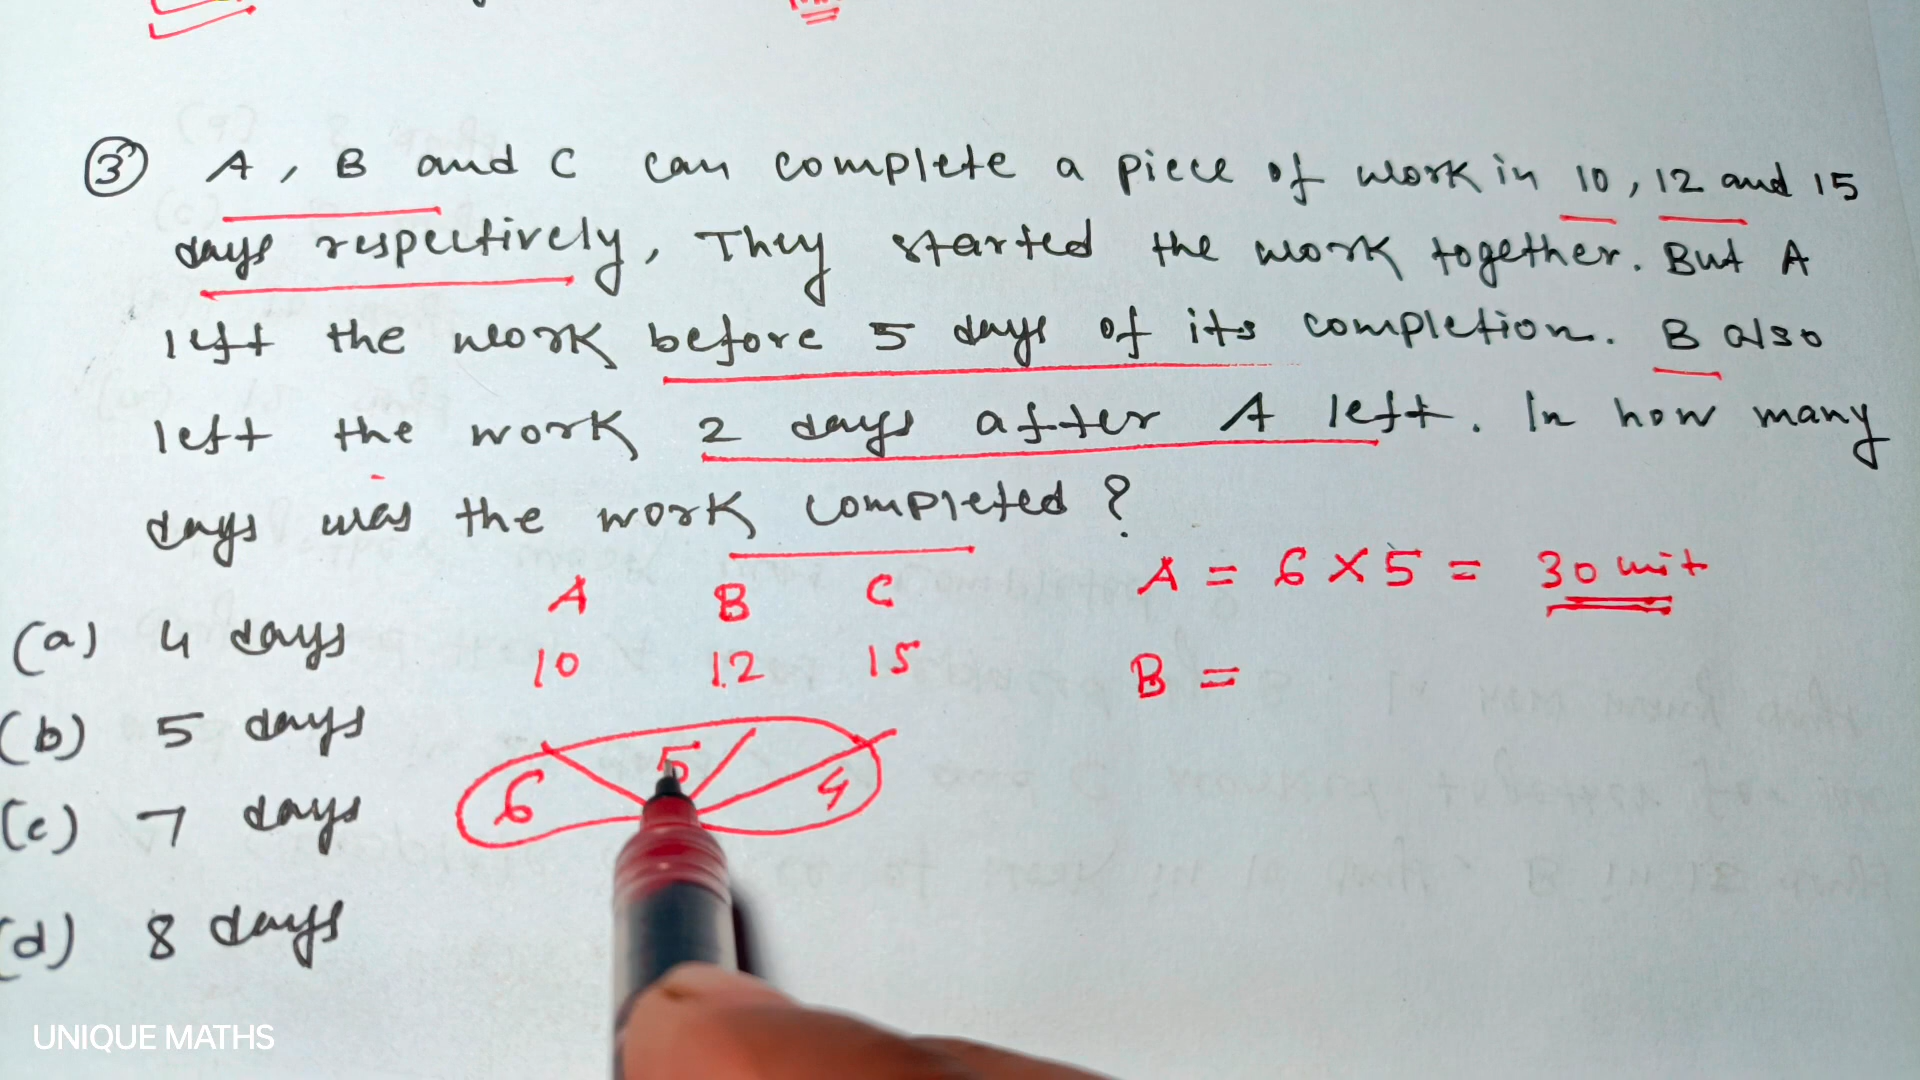 ③ A, B and C can complete a piece of work in 10, 12 and 15
days respectively, They started the work together. But A
left the work before 5 days of its completion. B also
left the work 2 days after A left. In how many
days was the work completed?
A B C
10 12 15
6 5 4
A = 6 × 5 = 30 unit
B =
(a) 4 days
(b) 5 days
(c) 7 days
(d) 8 days
UNIQUE MATHS